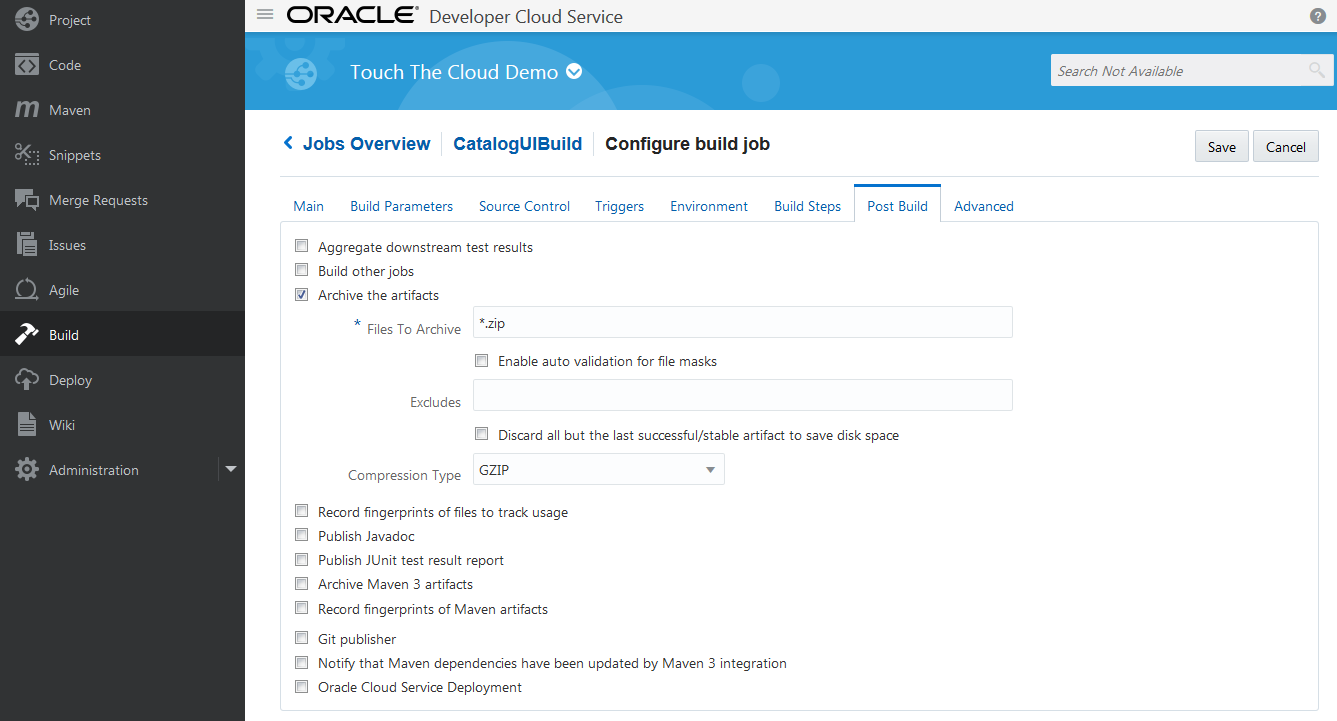 Project
Code
Maven
Snippets
Merge Requests
Issues
Agile
Build
Deploy
Wiki
Administration
ORACLE® Developer Cloud Service
?
Touch The Cloud Demo
Search Not Available
Jobs Overview CatalogUIBuild Configure build job
Save Cancel
Main Build Parameters Source Control Triggers Environment Build Steps Post Build Advanced
Aggregate downstream test results
Build other jobs
Archive the artifacts
* Files To Archive *.zip
Enable auto validation for file masks
Excludes
Discard all but the last successful/stable artifact to save disk space
Compression Type GZIP
Record fingerprints of files to track usage
Publish Javadoc
Publish JUnit test result report
Archive Maven 3 artifacts
Record fingerprints of Maven artifacts
Git publisher
Notify that Maven dependencies have been updated by Maven 3 integration
Oracle Cloud Service Deployment